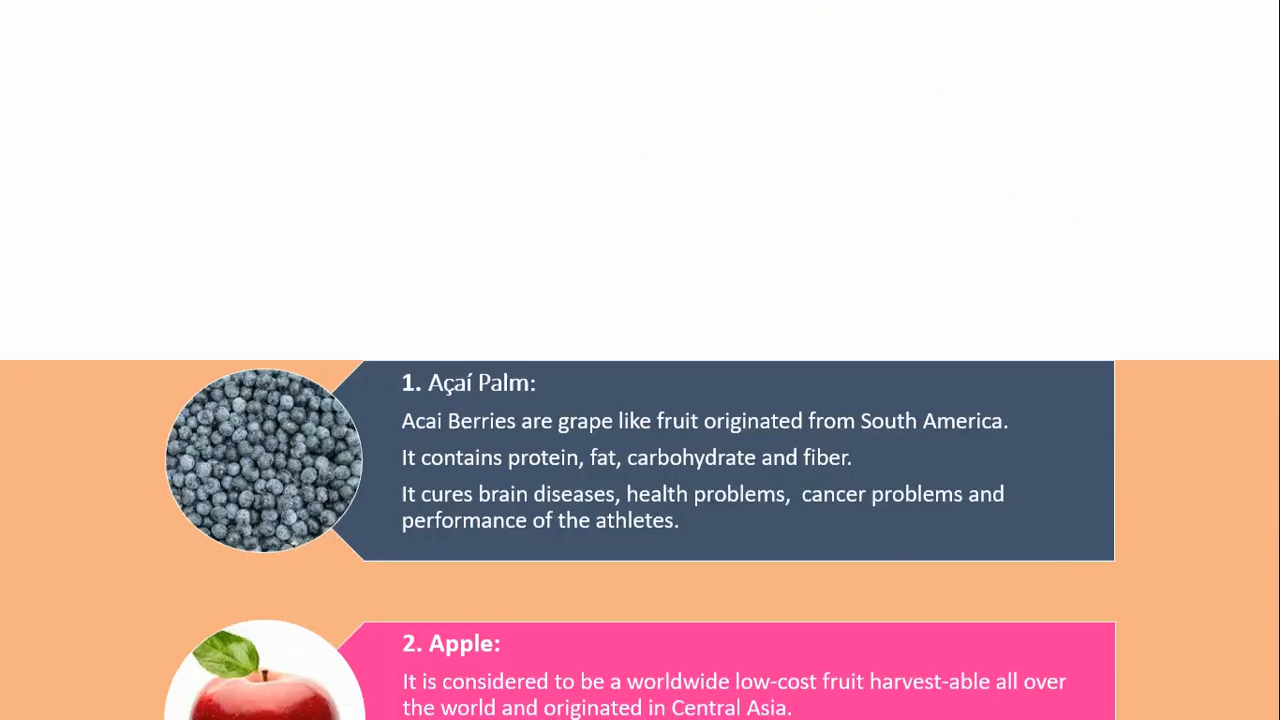 1. Açaí Palm:
Acai Berries are grape like fruit originated from South America.
It contains protein, fat, carbohydrate and fiber.
It cures brain diseases, health problems,  cancer problems and
performance of the athletes.
2. Apple:
It is considered to be a worldwide low-cost fruit harvest-able all over
the world and originated in Central Asia.